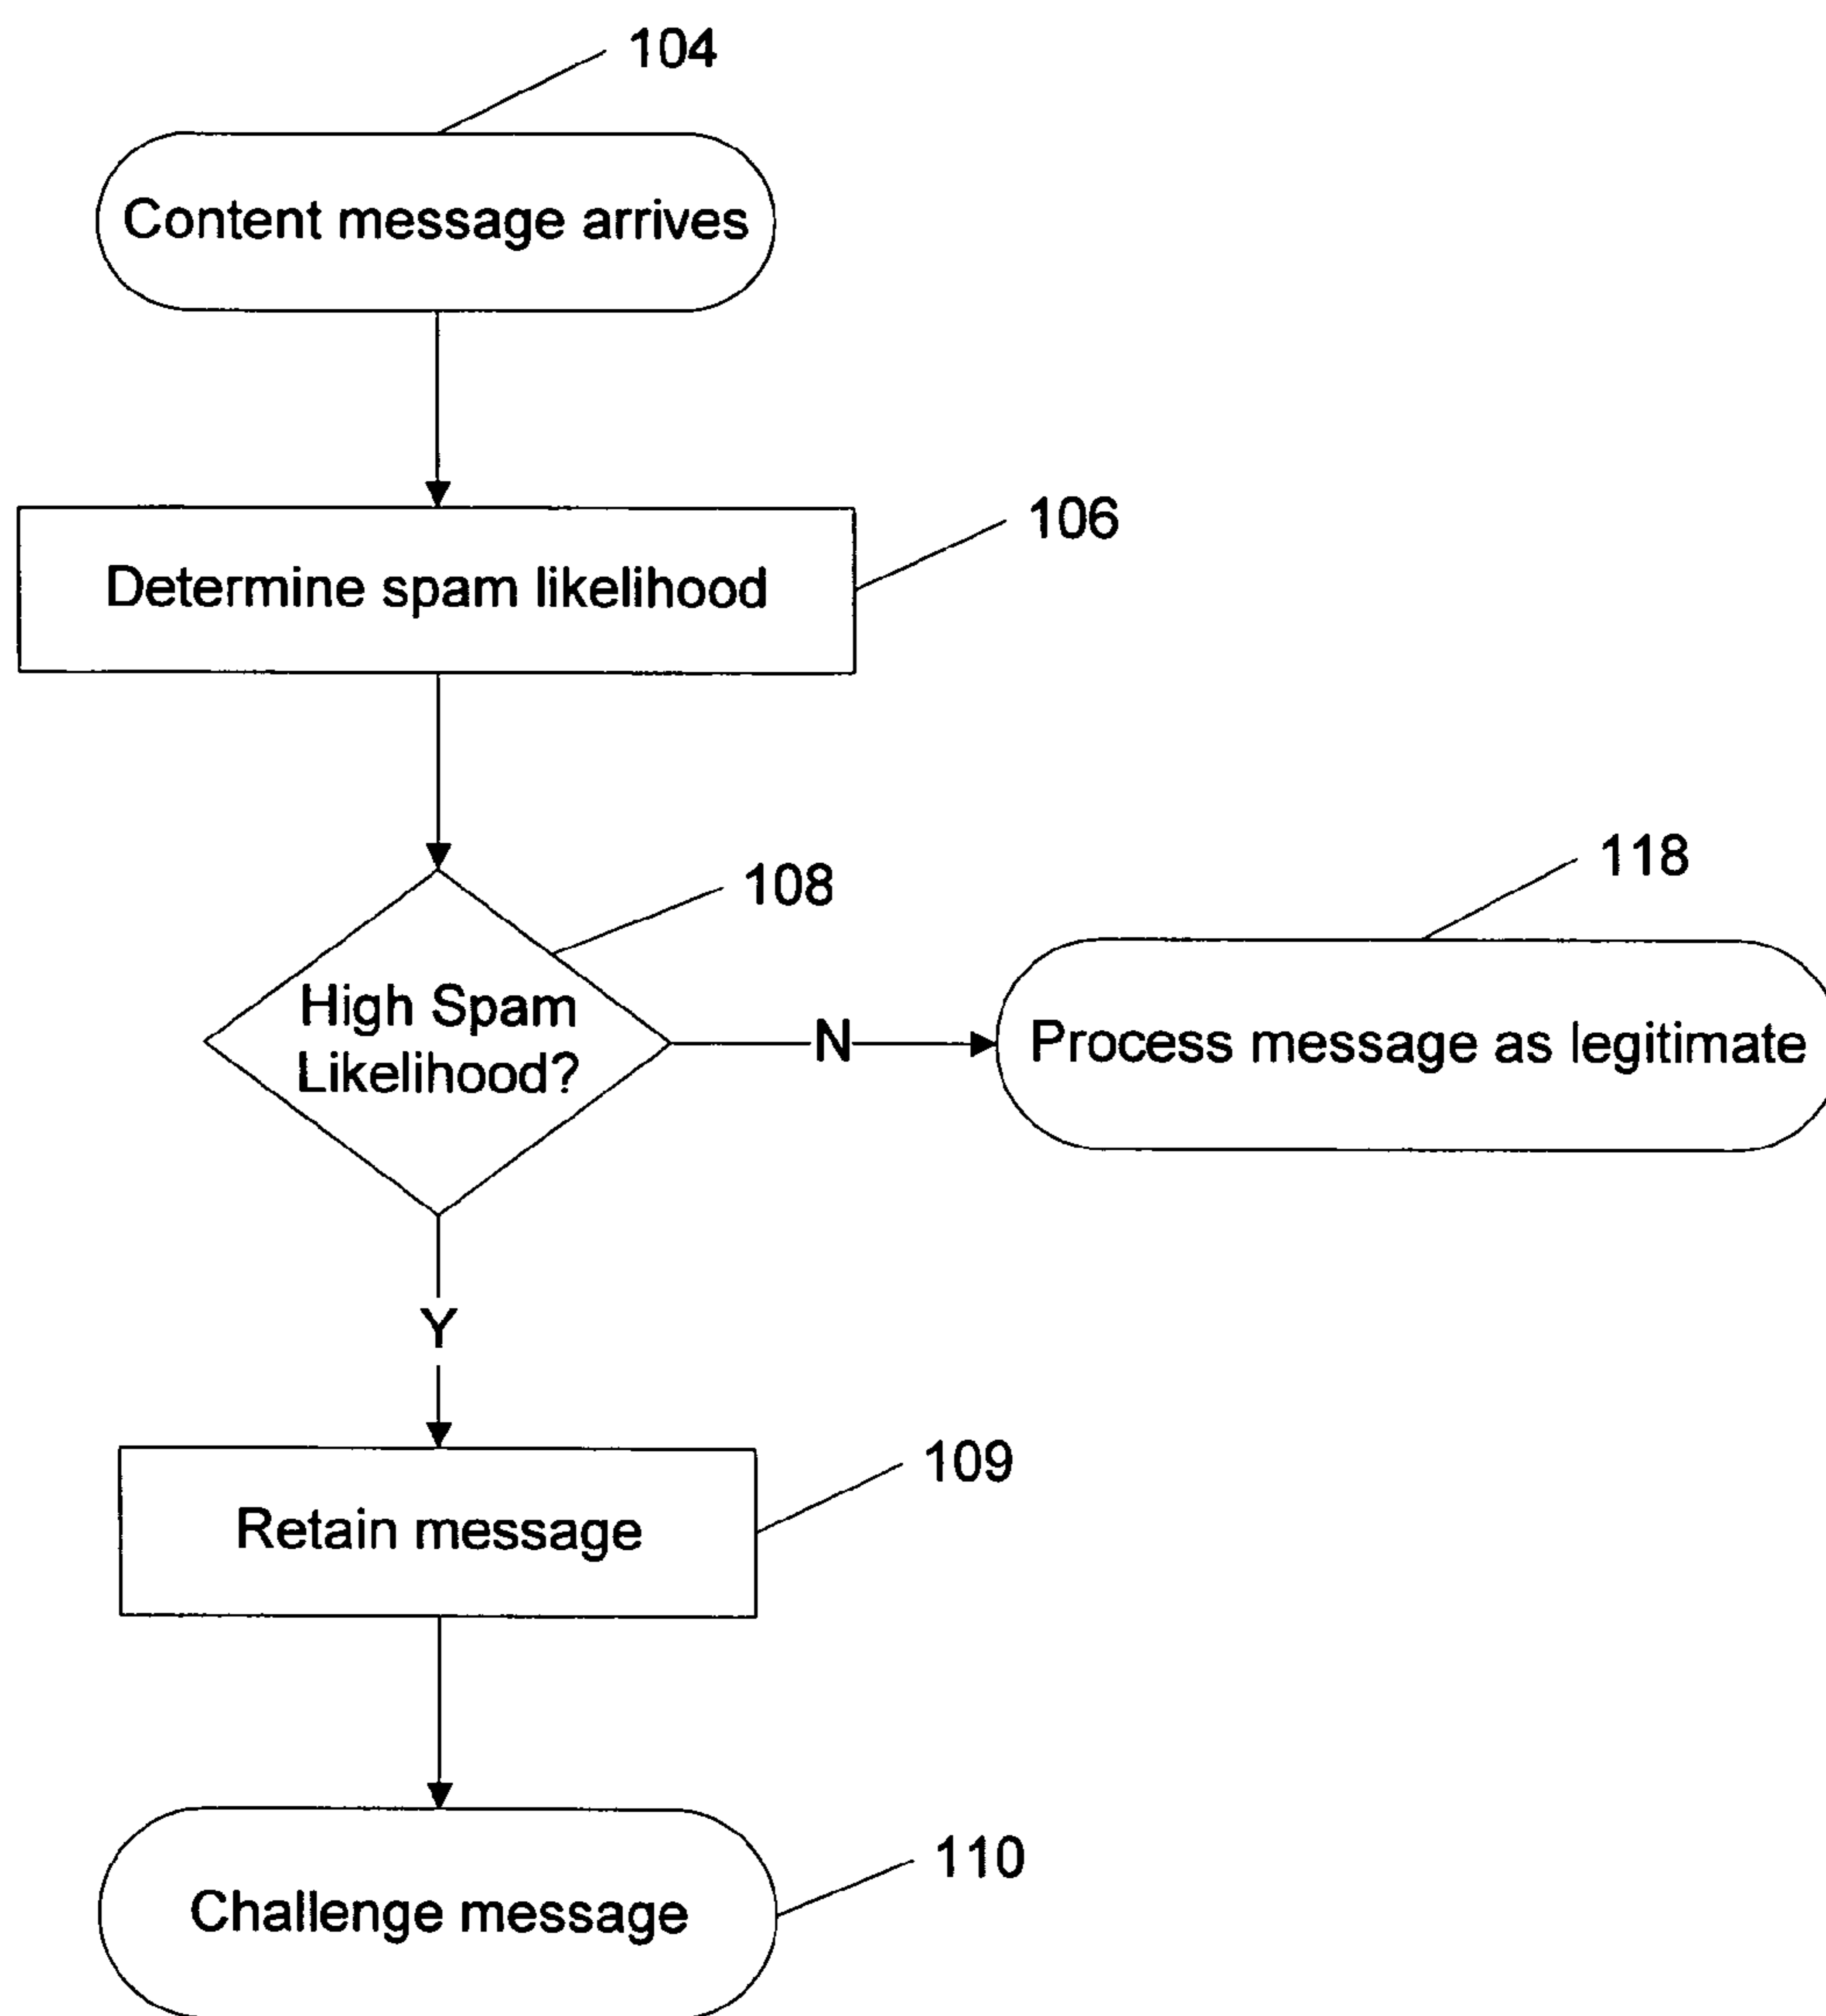 104
Content message arrives
106
Determine spam likelihood
108
118
High Spam
Likelihood?
N
Process message as legitimate
Y
109
Retain message
110
Challenge message